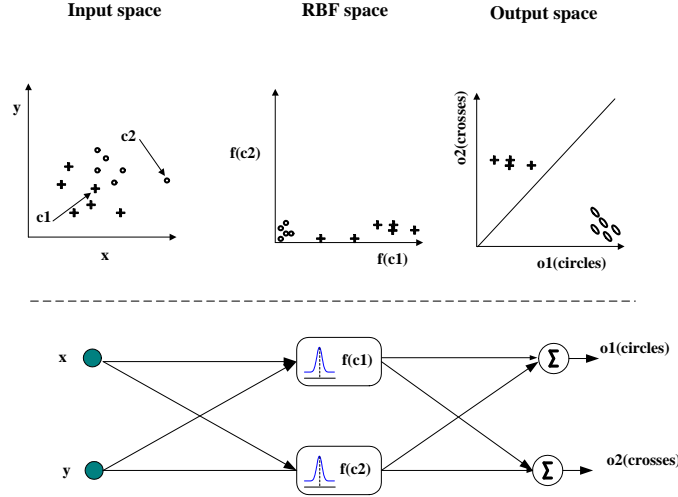 Input space
RBF space
Output space
y
c2
c1
x
f(c2)
f(c1)
o2(crosses)
o1(circles)
x
f(c1)
Σ
o1(circles)
y
f(c2)
Σ
o2(crosses)